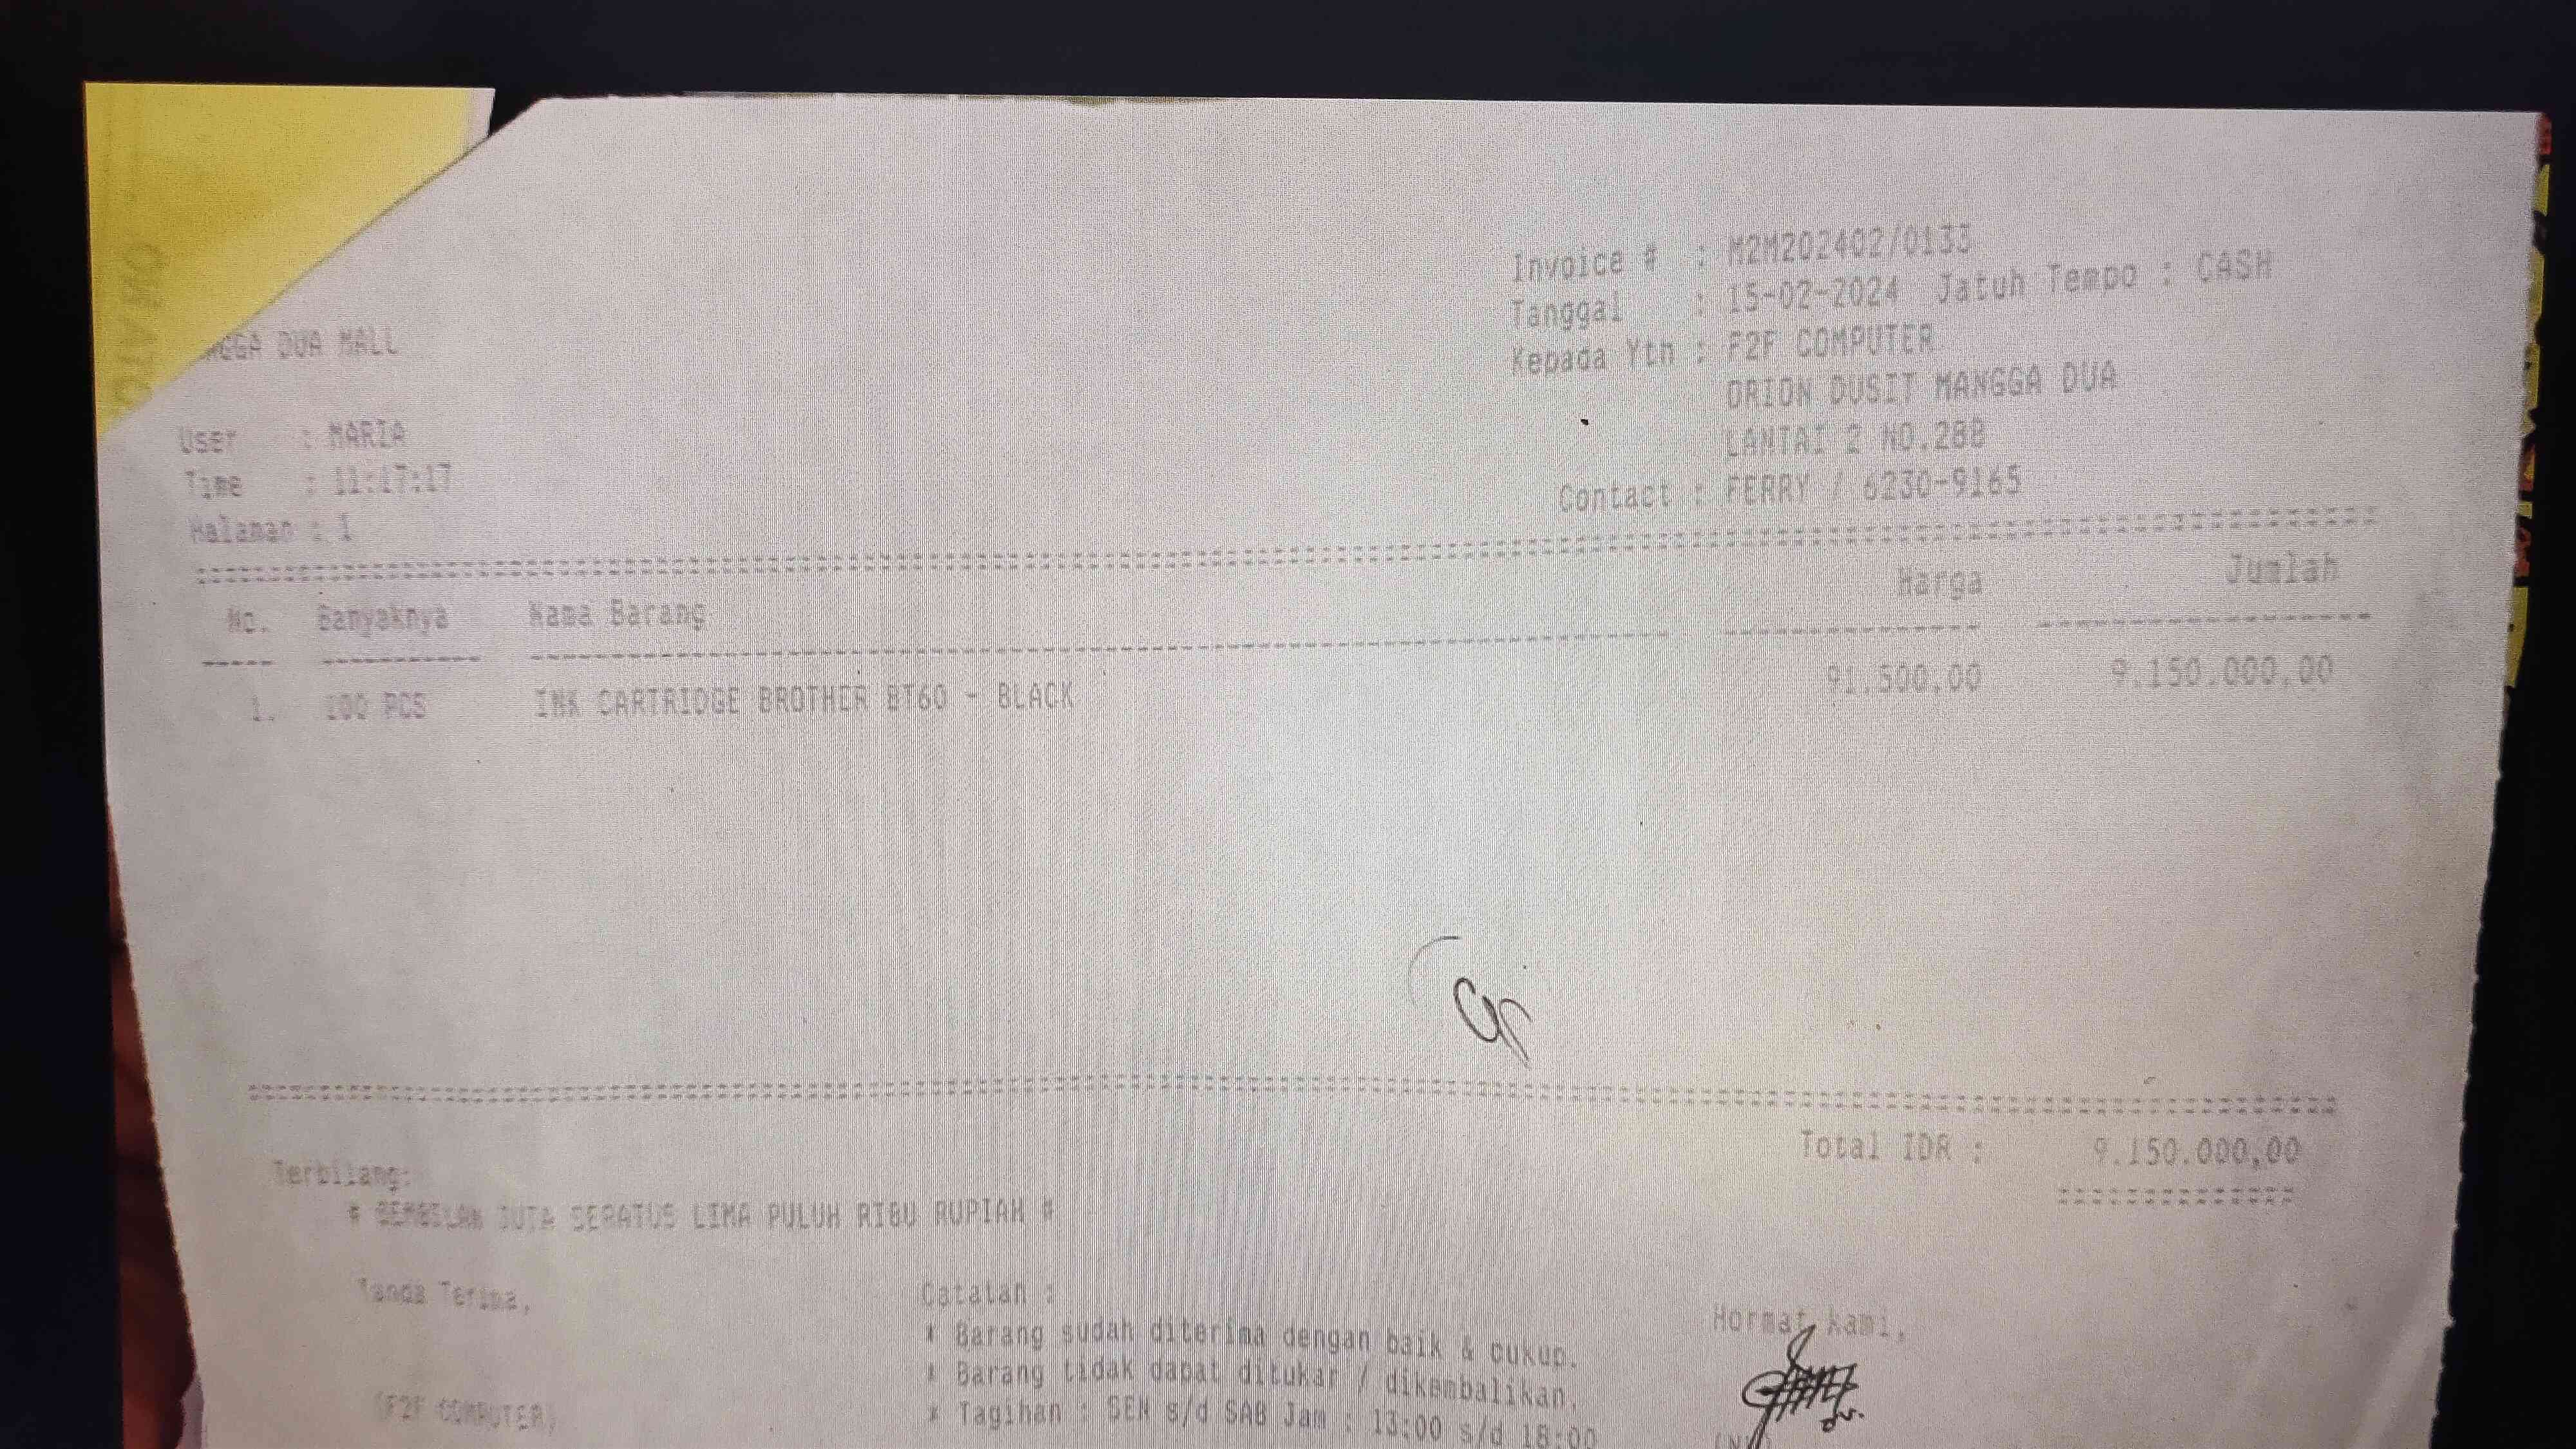 Invoice # : M2M202402/0133
Tanggal : 15-02-2024 Jatuh Tempo : CASH
Kepada Yth : F2F COMPUTER
DUA MALL
ORION DUSIT MANGGA DUA
LANTAI 2 NO.28B
User : MARIA
Time : 11:17:17
Contact : FERRY / 6230-9165
Halaman : 1
No. Banyaknya Nama Barang Harga Jumlah
1. 100 PCS INK CARTRIDGE BROTHER BT60 - BLACK 91.500,00 9.150.000,00
Total IDR : 9.150.000,00
Terbilang:
# SEMBILAN JUTA SERATUS LIMA PULUH RIBU RUPIAH #
Tanda Terima,
Catatan :
Hormat kami,
* Barang sudah diterima dengan baik & cukup.
* Barang tidak dapat ditukar / dikembalikan.
* Tagihan : SEN s/d SAB Jam : 13:00 s/d 18:00
(F2F COMPUTER)